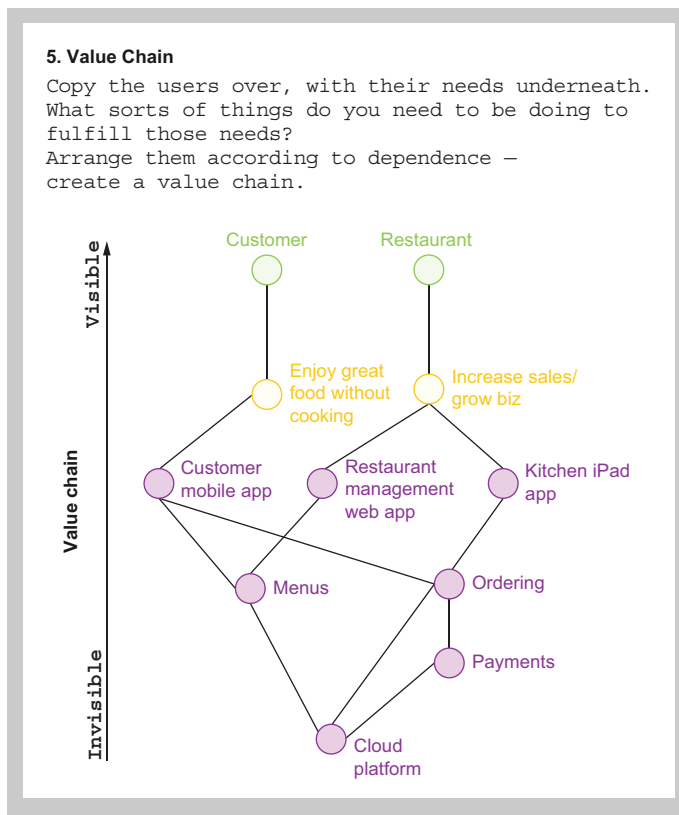 5. Value Chain
Copy the users over, with their needs underneath.
What sorts of things do you need to be doing to
fulfill those needs?
Arrange them according to dependence –
create a value chain.
Visible
Value chain
Invisible
Customer
Restaurant
Enjoy great
food without
cooking
Increase sales/
grow biz
Customer
mobile app
Restaurant
management
web app
Kitchen iPad
app
Menus
Ordering
Payments
Cloud
platform